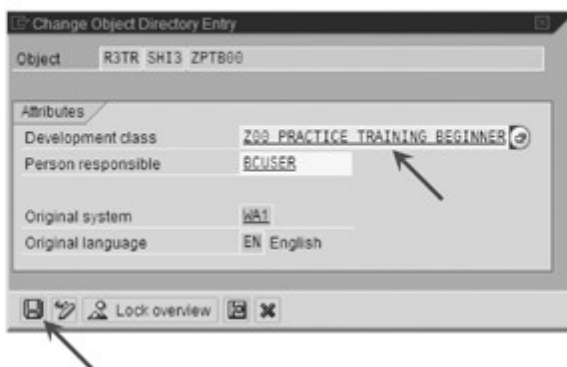 Change Object Directory Entry
Object R3TR SHI3 ZPTB00
Attributes
Development class Z00 PRACTICE TRAINING BEGINNER
Person responsible BCUSER
Original system WA1
Original language EN English
Lock overview